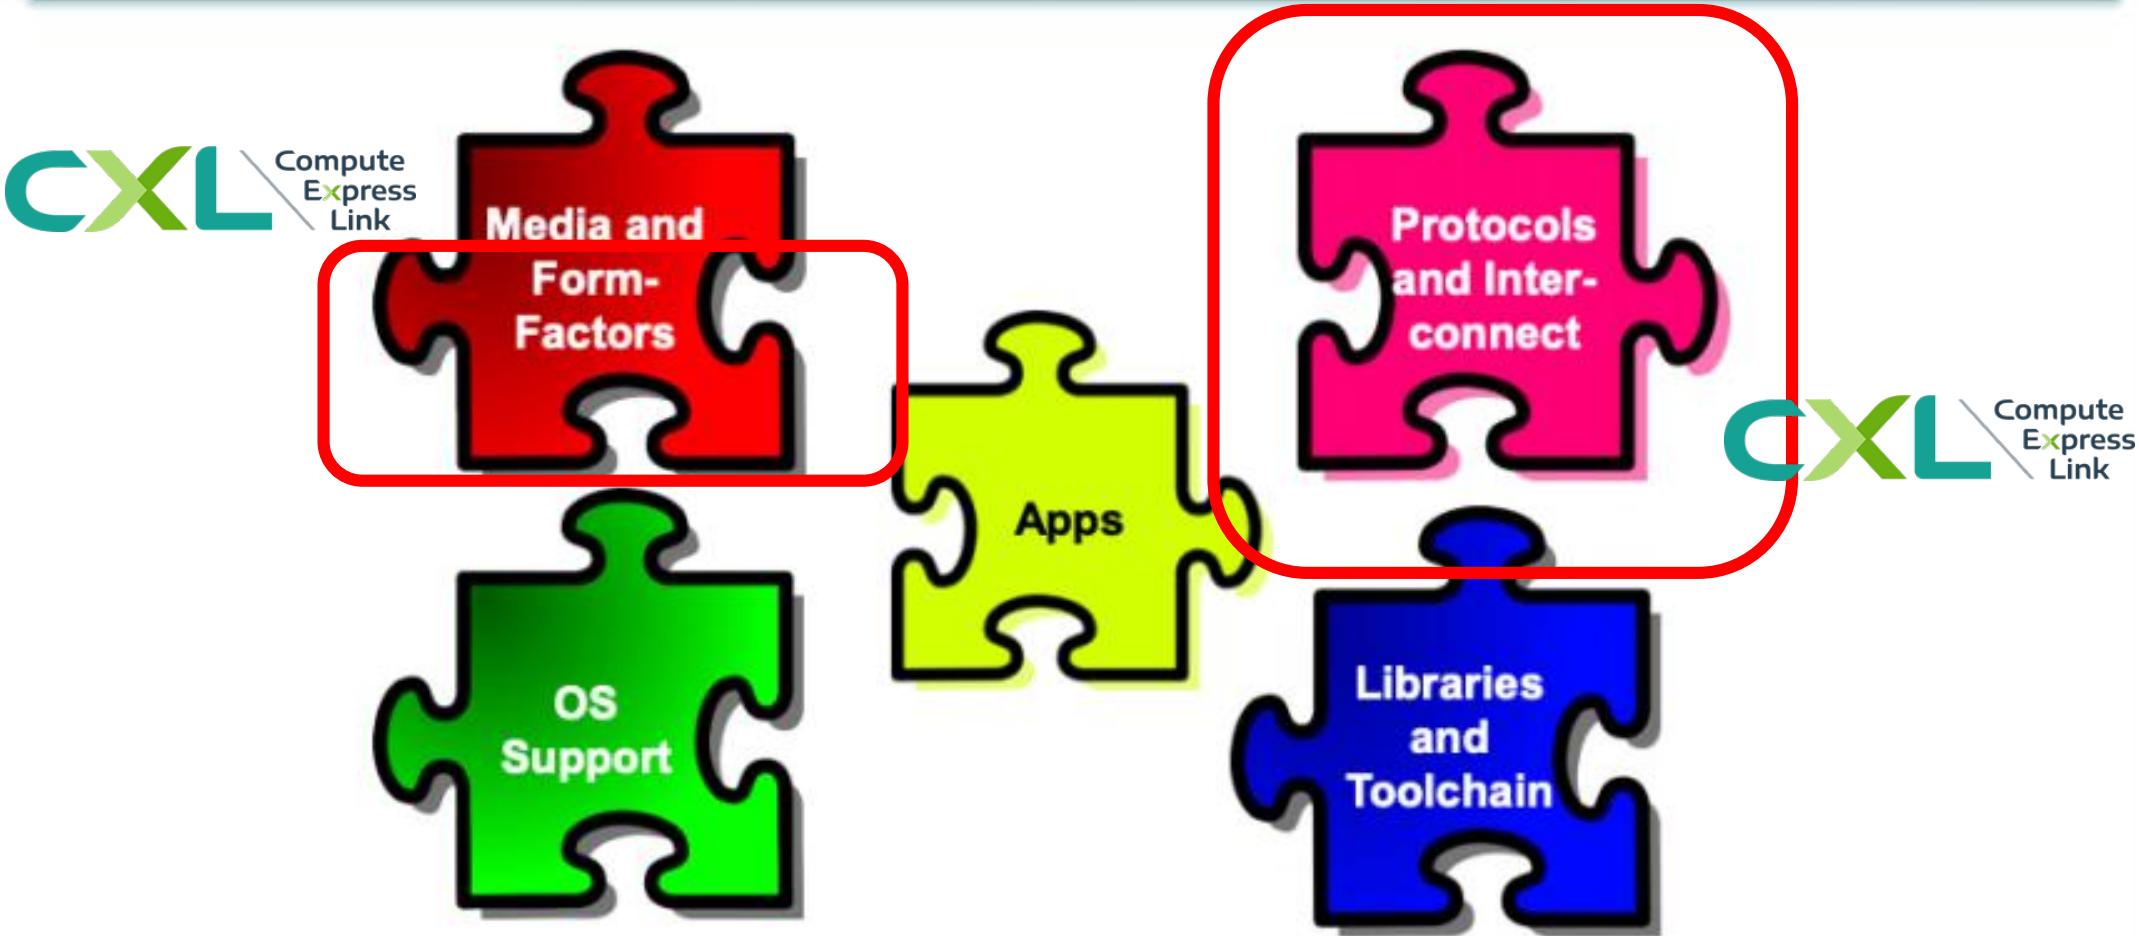 CXL
Compute
Express
Link
Media and
Form-
Factors
Protocols
and Inter-
connect
CXL
Compute
Express
Link
Apps
OS
Support
Libraries
and
Toolchain